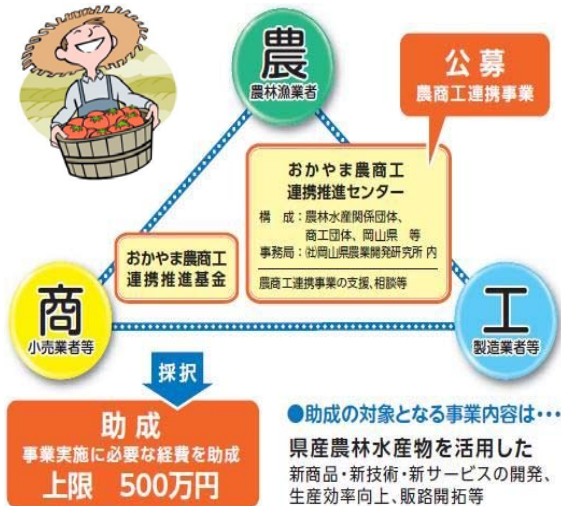 農
農林漁業者
公募
農商工連携事業
おかやま農商工
連携推進センター
構 成：農林水産関係団体、
商工団体、岡山県 等
事務局：㈳岡山県農業開発研究所 内
農商工連携事業の支援、相談等
おかやま農商工
連携推進基金
商
小売業者等
工
製造業者等
採択
助成
事業実施に必要な経費を助成
上限 500万円
●助成の対象となる事業内容は･･･
県産農林水産物を活用した
新商品・新技術・新サービスの開発、
生産効率向上、販路開拓等